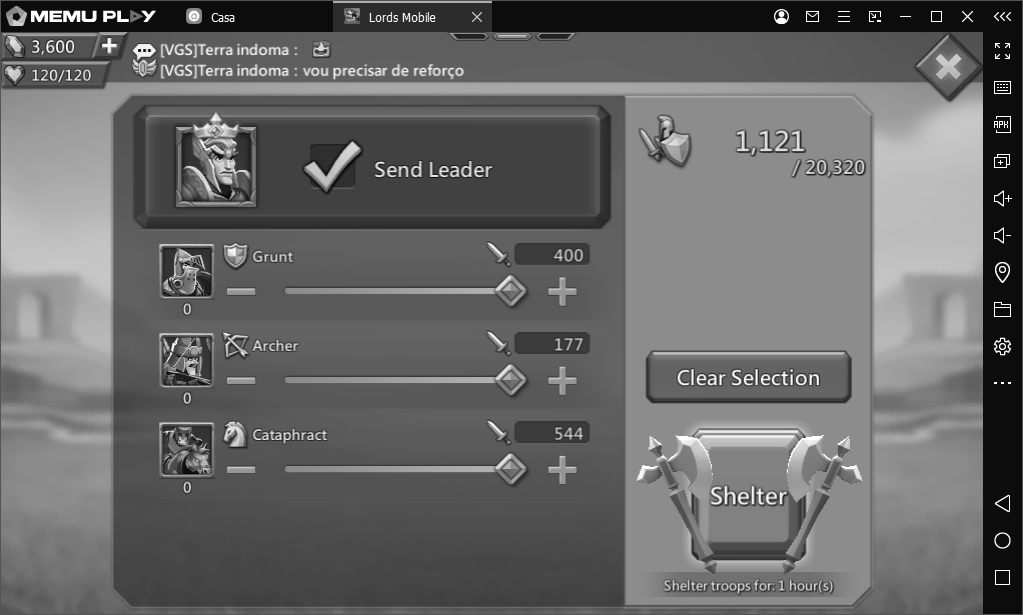 MEMU PLAY
Casa
Lords Mobile
3,600
[VGS]Terra indoma :
120/120
[VGS]Terra indoma : vou precisar de reforço
Send Leader
1,121
/ 20,320
Grunt
400
0
Archer
177
0
Cataphract
544
0
Clear Selection
Shelter
Shelter troops for: 1 hour(s)
APK